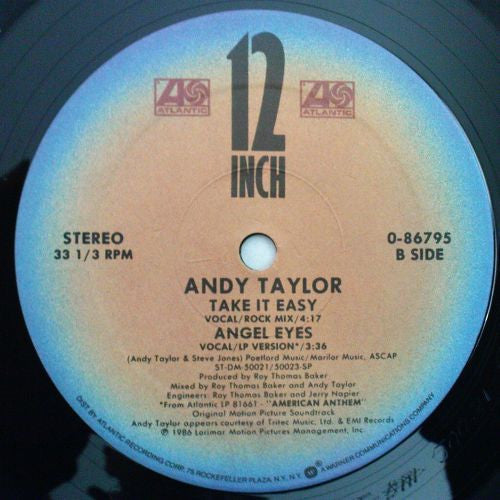 12
INCH
ATLANTIC
ATLANTIC
STEREO
33 1/3 RPM
0-86795
B SIDE
ANDY TAYLOR
TAKE IT EASY
VOCAL/ROCK MIX/4:17
ANGEL EYES
VOCAL/LP VERSION*/3:36
(Andy Taylor & Steve Jones) Poetlord Music/Marilor Music, ASCAP
ST-DM-50021/50023-SP
Produced by Roy Thomas Baker
Mixed by Roy Thomas Baker and Andy Taylor
Engineers: Roy Thomas Baker and Jerry Napier
*From Atlantic LP 81661 - "AMERICAN ANTHEM"
Original Motion Picture Soundtrack
Andy Taylor appears courtesy of Tritec Music, Ltd. & EMI Records
℗ 1986 Lorimar Motion Pictures Management, Inc.
DIST. BY ATLANTIC RECORDING CORP., 75 ROCKEFELLER PLAZA, N.Y., N.Y. A WARNER COMMUNICATIONS COMPANY